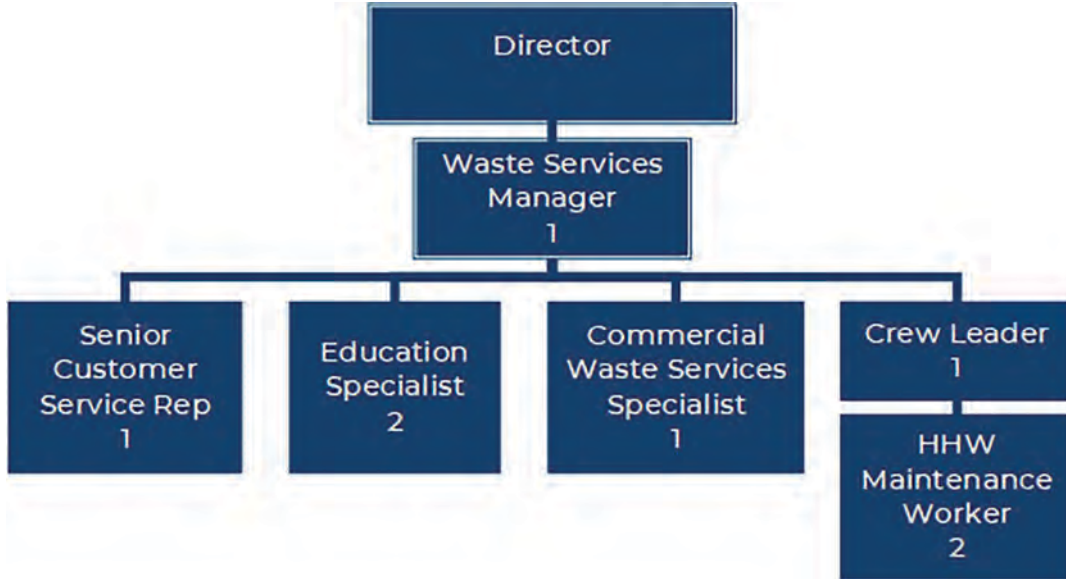 Director
Waste Services
Manager
1
Senior
Customer
Service Rep
1
Education
Specialist
2
Commercial
Waste Services
Specialist
1
Crew Leader
1
HHW
Maintenance
Worker
2